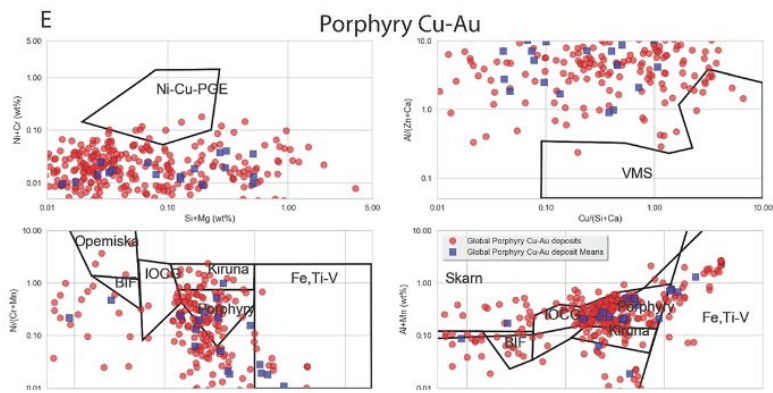 E
Porphyry Cu-Au
5.00
1.00
0.10
0.01
Ni+Cr (wt%)
Ni-Cu-PGE
0.01
0.10
1.00
5.00
Si+Mg (wt%)
10.0
1.0
0.1
Al/(Zn+Ca)
VMS
0.01
0.10
1.00
10.00
Cu/(Si+Ca)
10.00
1.00
0.10
0.01
Ni/(Cr+Mn)
Opemiska
BIF
IOCG
Kiruna
Porphyry
Fe,Ti-V
10.00
1.00
0.10
0.01
Al+Mn (wt%)
Global Porphyry Cu-Au deposits
Global Porphyry Cu-Au deposit Means
Skarn
IOCG
Porphyry
Kiruna
BIF
Fe,Ti-V